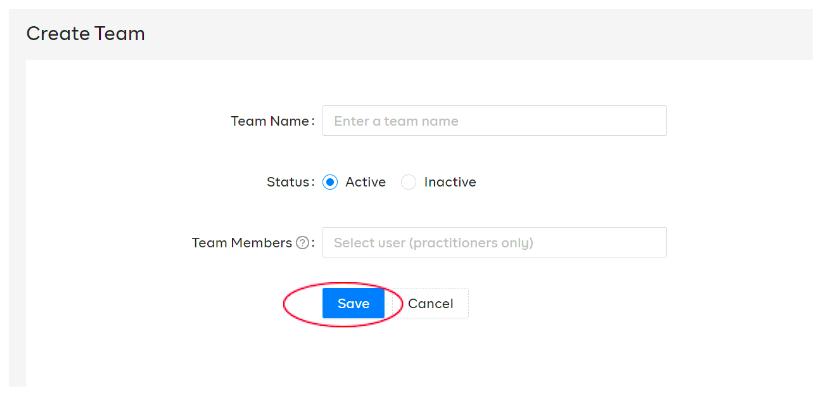 Create Team
Team Name:
Enter a team name
Status:
Active
Inactive
Team Members ?:
Select user (practitioners only)
Save
Cancel